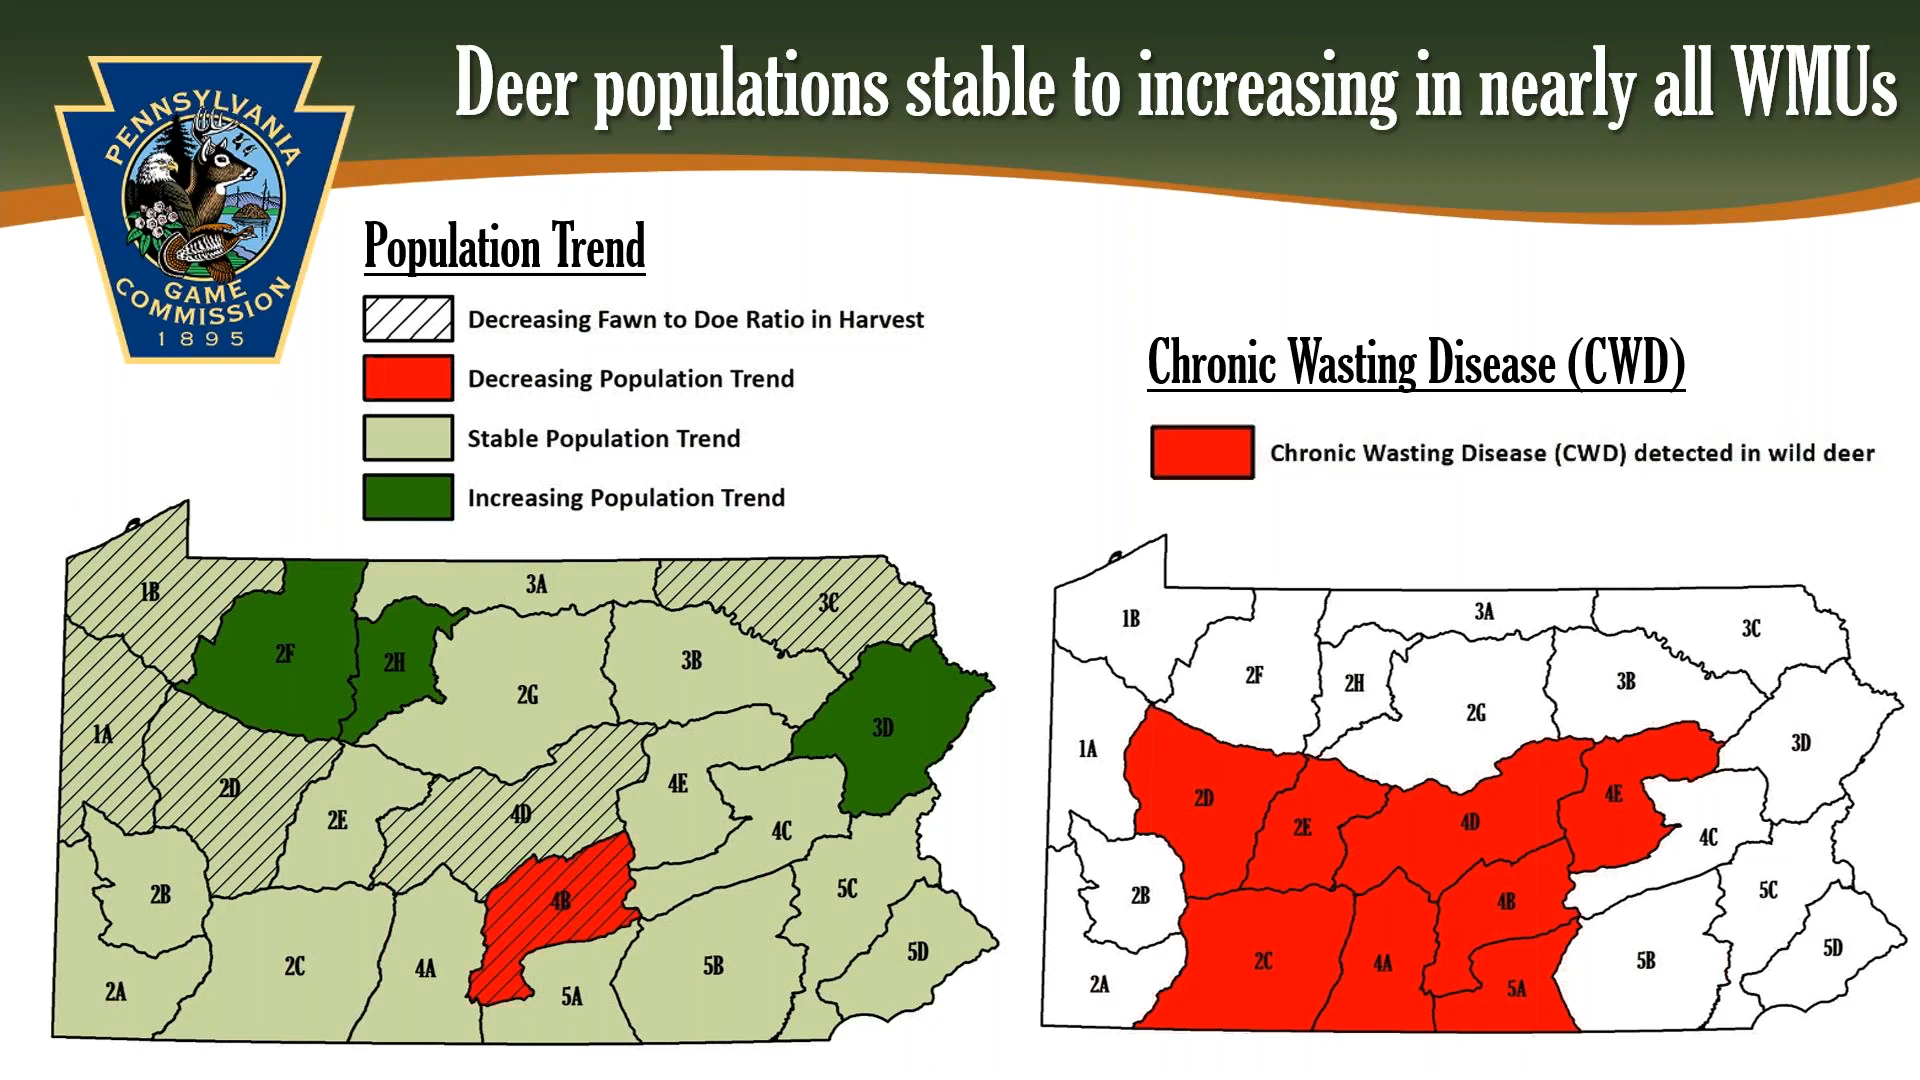 Deer populations stable to increasing in nearly all WMUs
PENNSYLVANIA
GAME
COMMISSION
1895
Population Trend
Decreasing Fawn to Doe Ratio in Harvest
Decreasing Population Trend
Stable Population Trend
Increasing Population Trend
1B
3A
3C
2F
2H
3B
2G
1A
3D
2D
4E
4D
2E
4C
2B
4B
5C
2C
4A
5B
5D
2A
5A
Chronic Wasting Disease (CWD)
Chronic Wasting Disease (CWD) detected in wild deer
1B
3A
3C
2F
2H
3B
2G
1A
3D
2D
4E
2E
4D
4C
2B
4B
5C
2C
4A
5B
5D
2A
5A